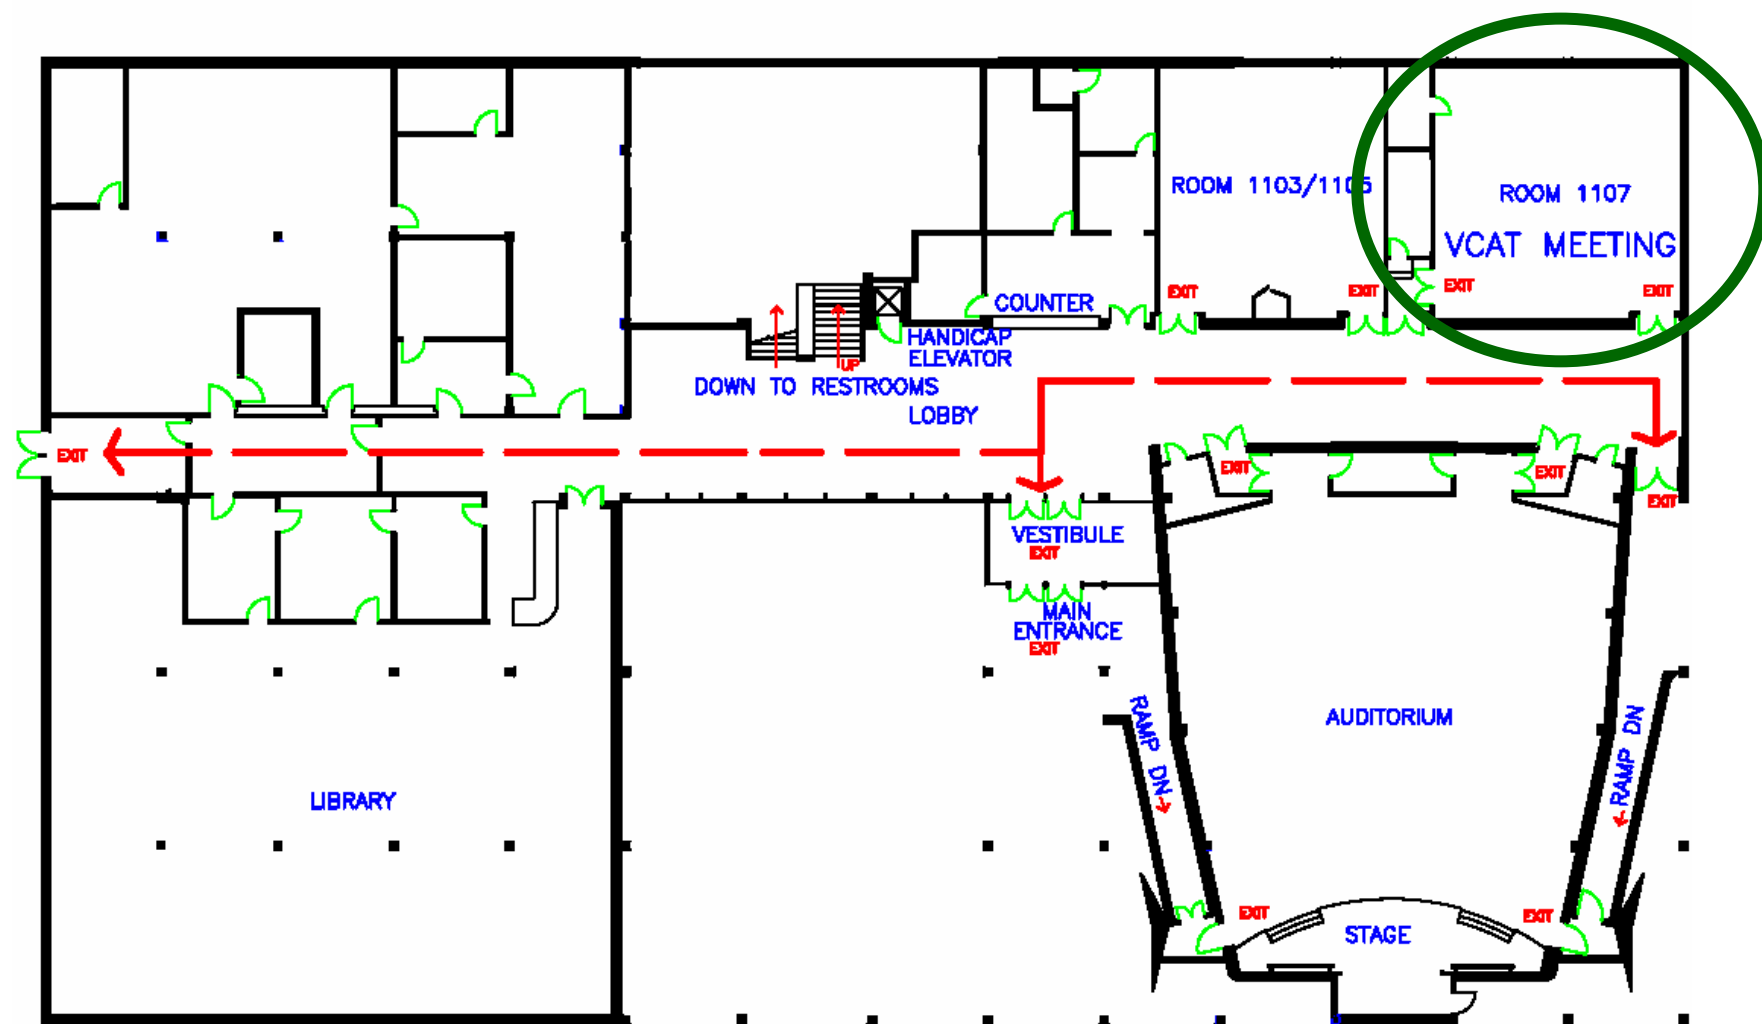 ROOM 1103/1105
ROOM 1107
VCAT MEETING
EXIT
EXIT
EXIT
EXIT
COUNTER
HANDICAP
ELEVATOR
UP
DOWN TO RESTROOMS
LOBBY
EXIT
EXIT
EXIT
EXIT
VESTIBULE
EXIT
MAIN
ENTRANCE
EXIT
RAMP DN
AUDITORIUM
RAMP DN
LIBRARY
EXIT
EXIT
STAGE